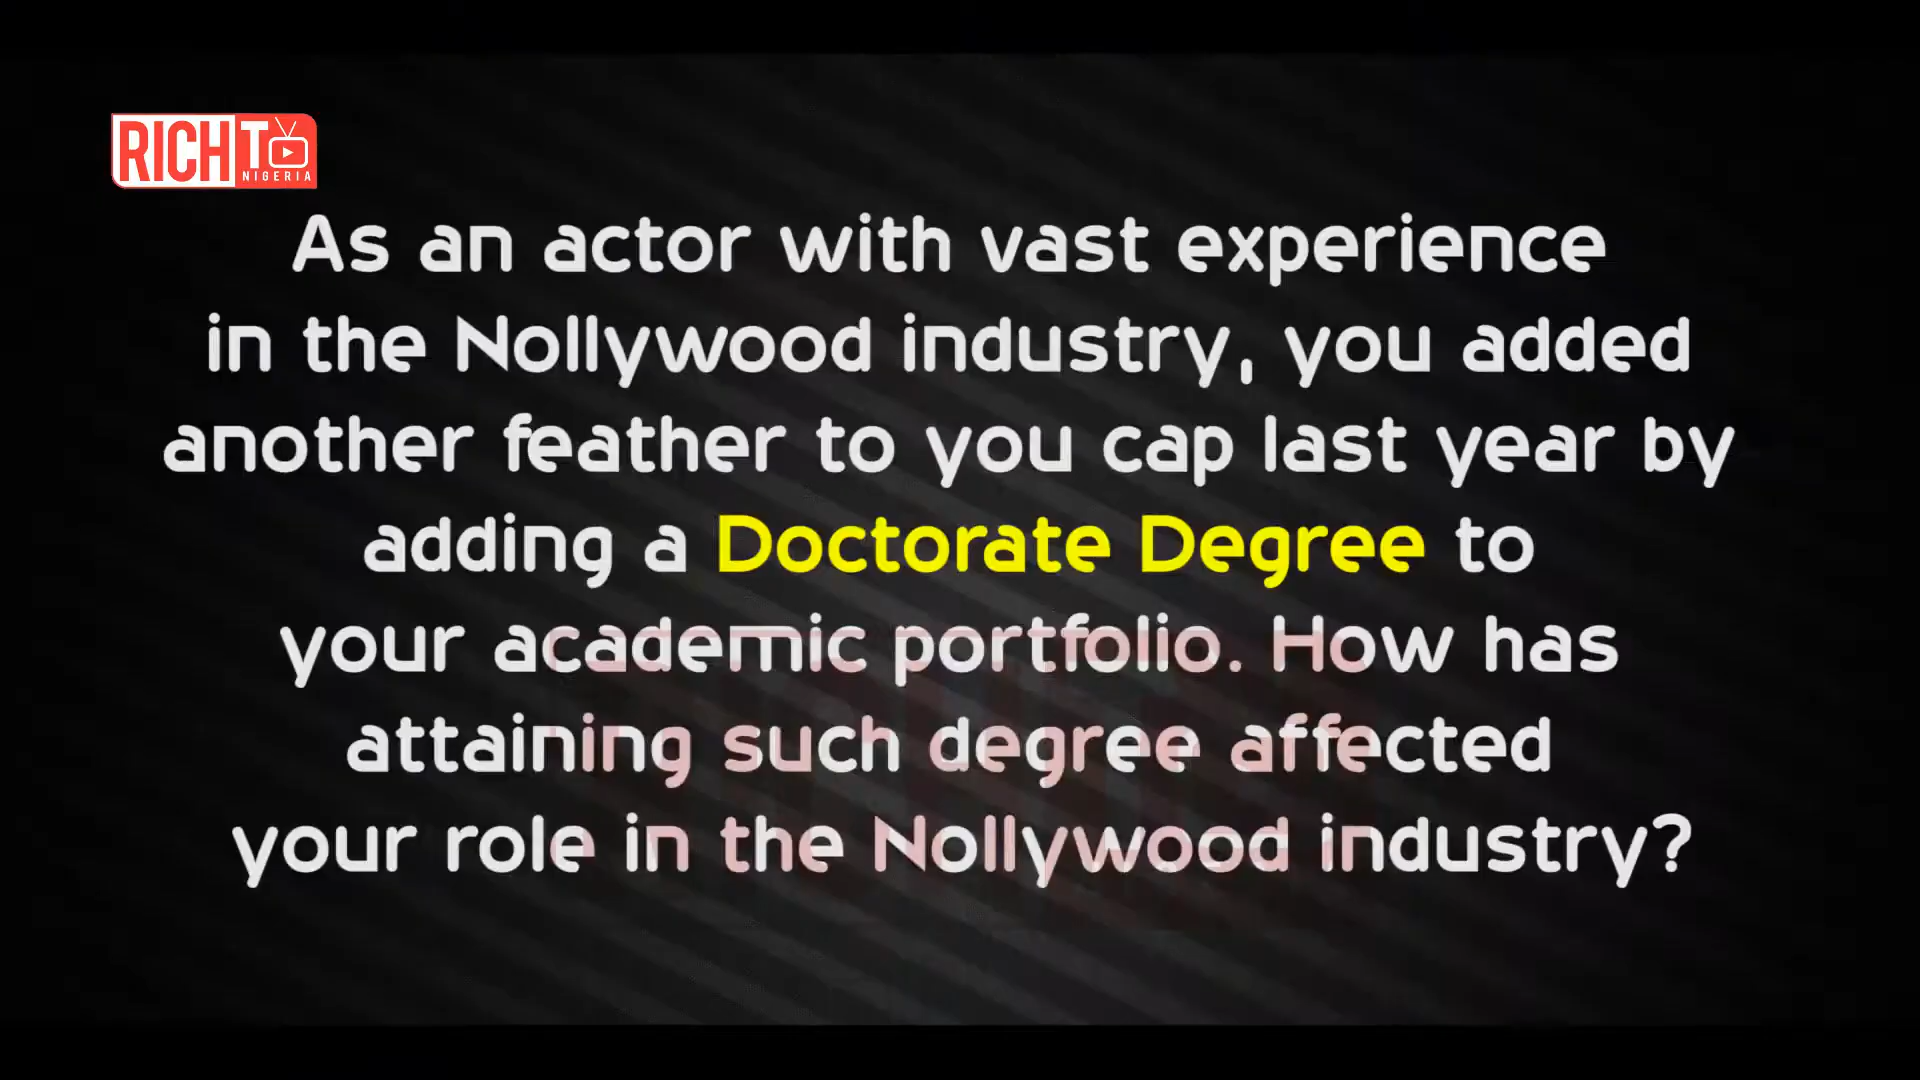 RICH T
NIGERIA
As an actor with vast experience
in the Nollywood industry, you added
another feather to you cap last year by
adding a Doctorate Degree to
your academic portfolio. How has
attaining such degree affected
your role in the Nollywood industry?